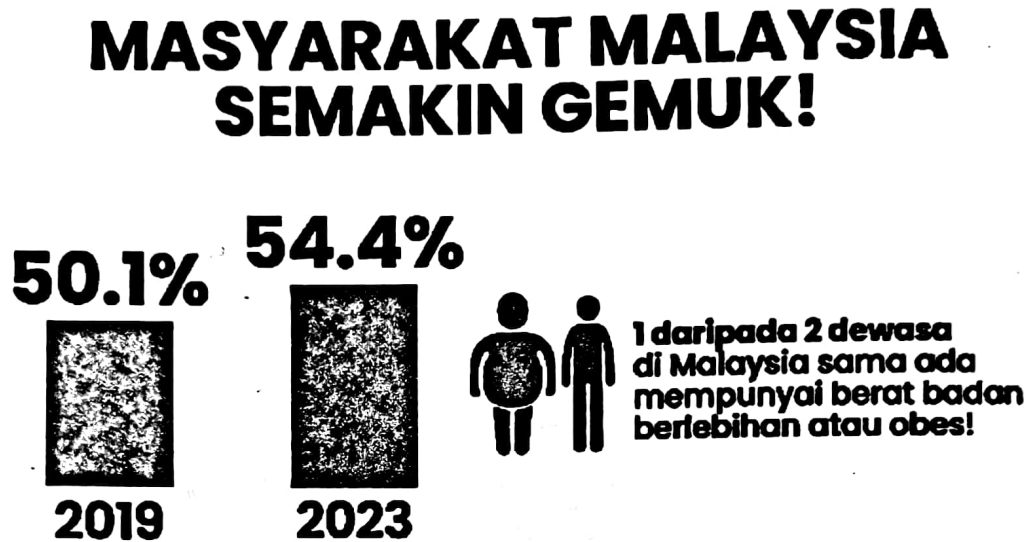 MASYARAKAT MALAYSIA
SEMAKIN GEMUK!
50.1%
54.4%
2019
2023
1 daripada 2 dewasa
di Malaysia sama ada
mempunyai berat badan
berlebihan atau obes!